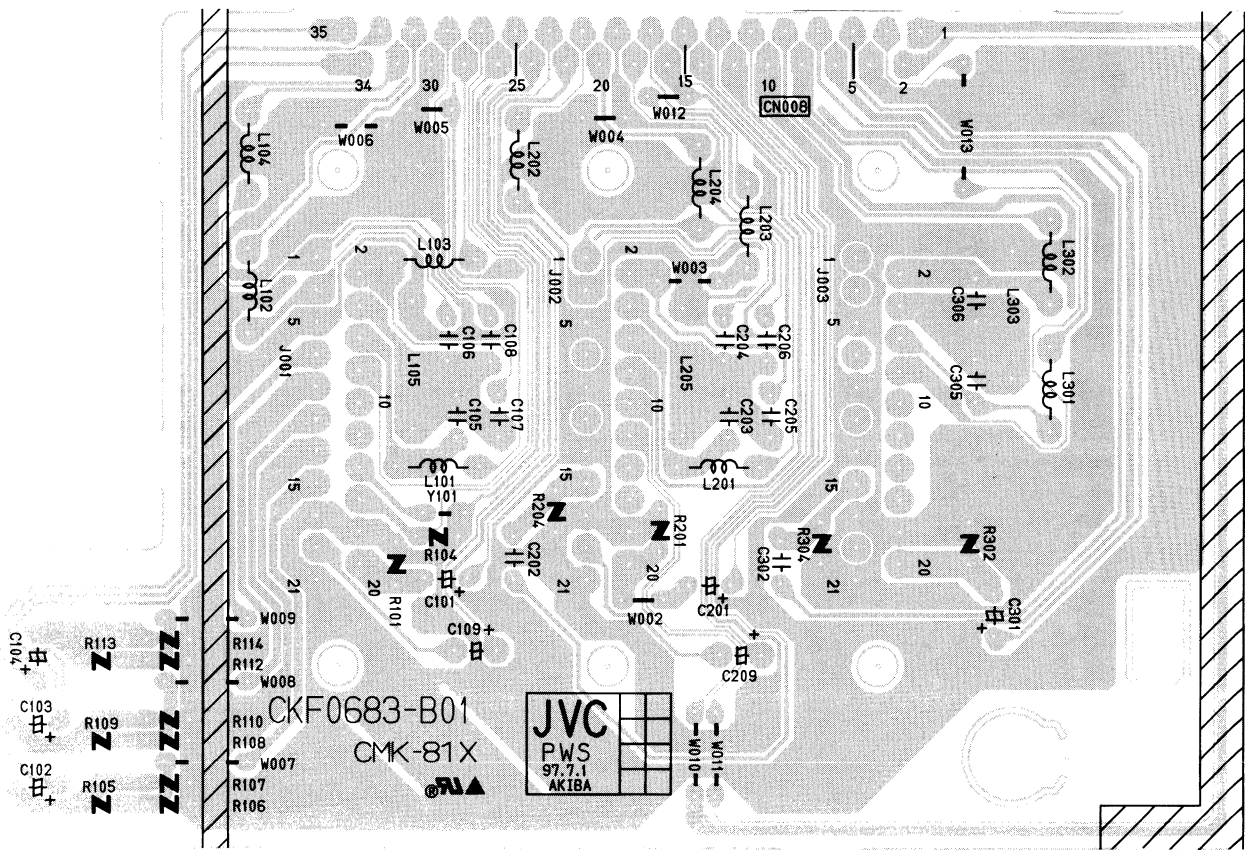 35
1
34
30
25
20
15
10
5
2
CN008
W006
W005
W004
W012
W013
L104
L202
L204
L203
L103
L302
L102
1
2
1
J002
2
W003
1
J003
2
C306
L303
5
5
5
J001
C106
C108
C204
C206
L105
L205
C305
L301
10
C105
C107
10
C203
C205
10
L101
Y101
L201
15
15
15
R204
R201
R304
R302
R104
C202
C302
21
20
R101
C101
+
21
20
W002
C201
+
21
20
C301
+
C109
+
+
C209
W009
C104
+
R113
R114
R112
W008
C103
+
R109
R110
R108
W007
C102
+
R105
R107
R106
CKF0683-B01
CMK-81X
®
JVC
PWS
97.7.1
AKIBA
W010
W011